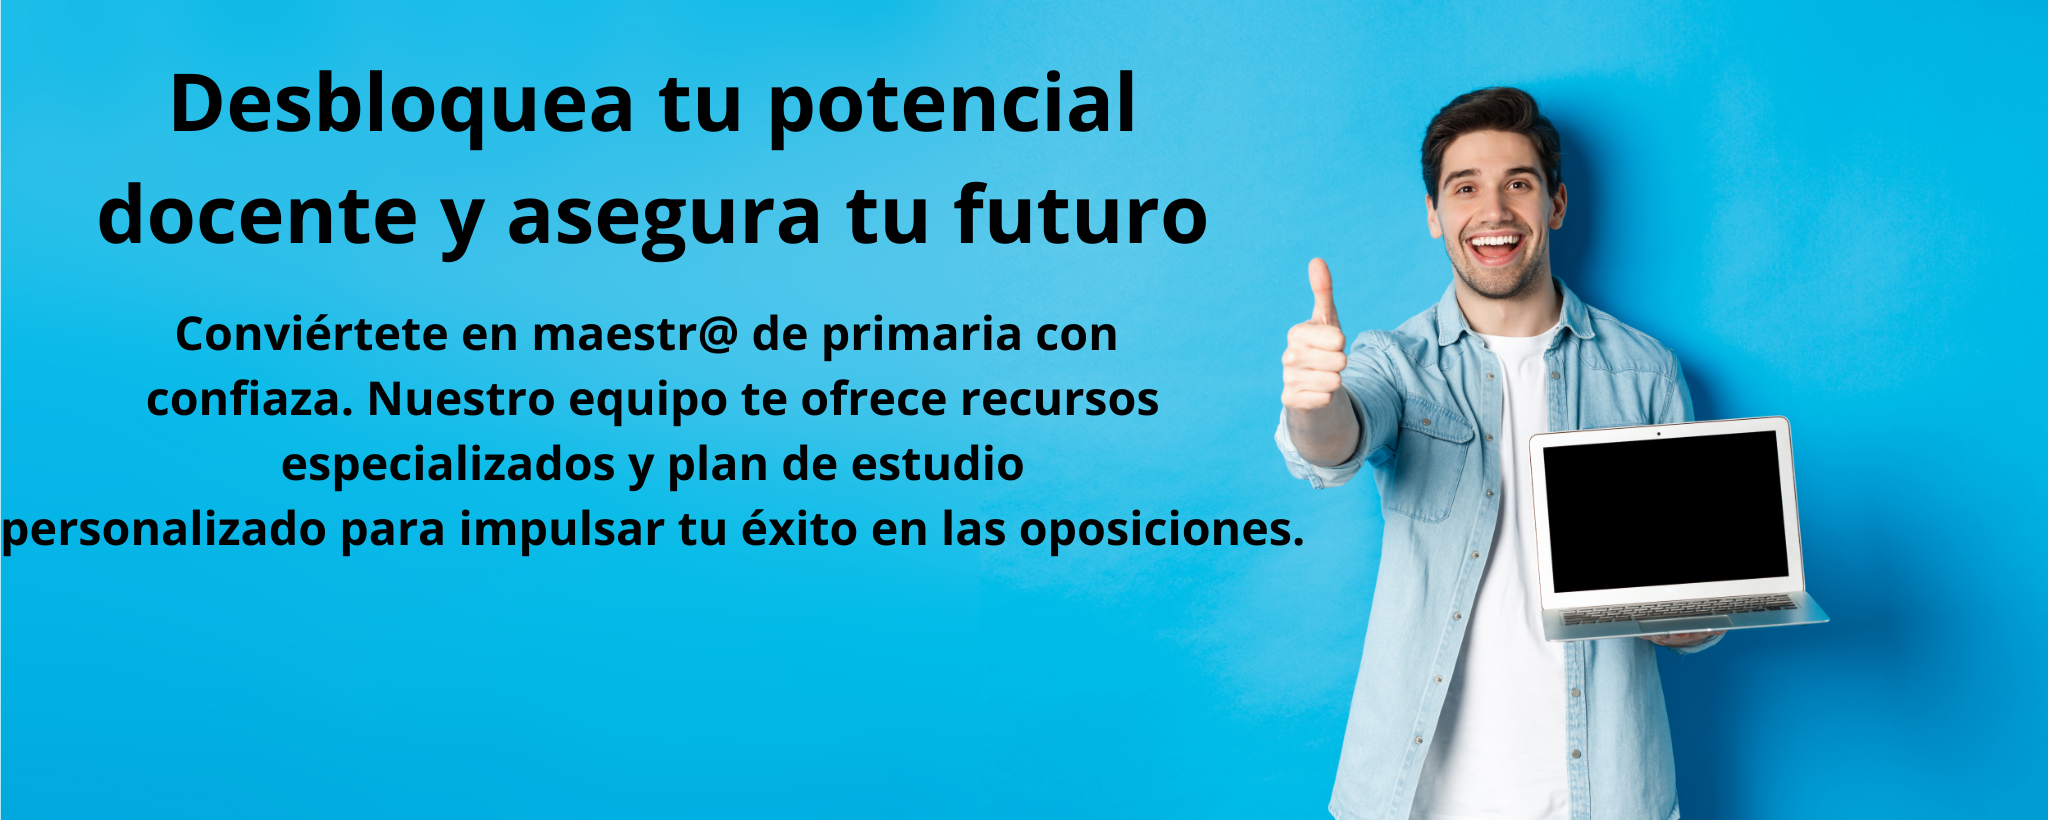 Desbloquea tu potencial
docente y asegura tu futuro
Conviértete en maestr@ de primaria con
confiaza. Nuestro equipo te ofrece recursos
especializados y plan de estudio
personalizado para impulsar tu éxito en las oposiciones.